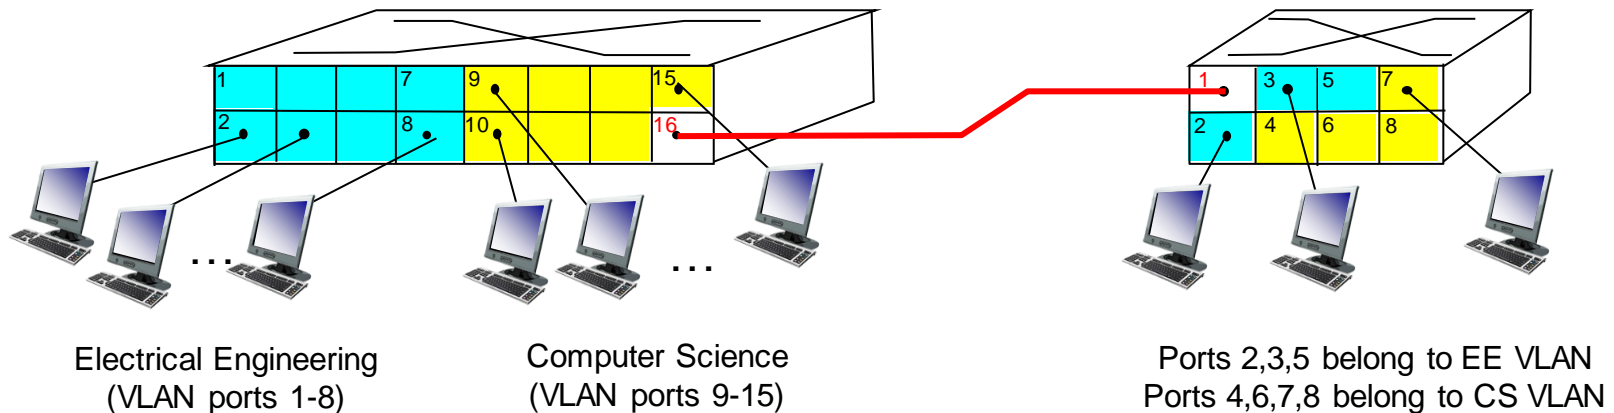 1 7 9 15
2 8 10 16
1 3 5 7
2 4 6 8
... ...
Electrical Engineering
(VLAN ports 1-8)
Computer Science
(VLAN ports 9-15)
Ports 2,3,5 belong to EE VLAN
Ports 4,6,7,8 belong to CS VLAN